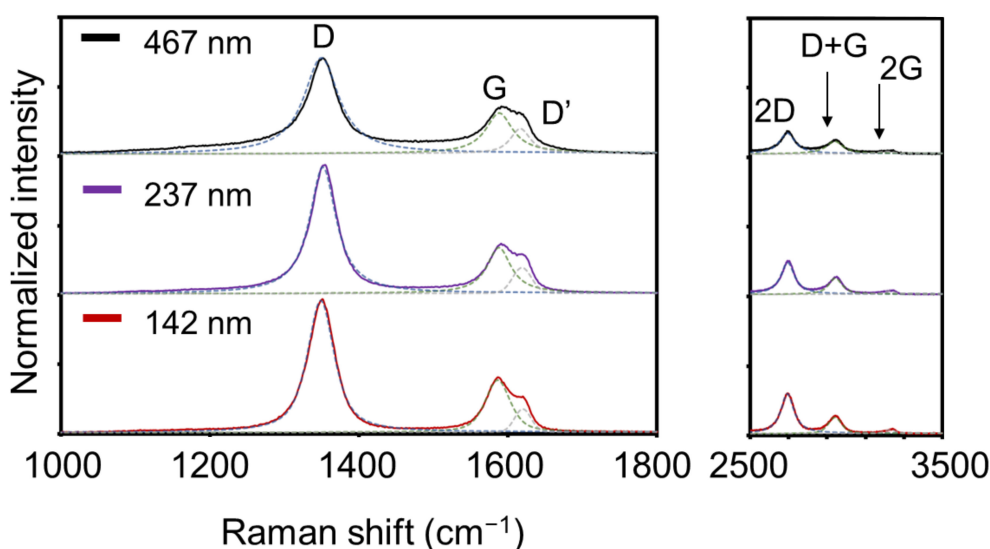 Normalized intensity
467 nm
D
G
D’
237 nm
142 nm
1000
1200
1400
1600
1800
D+G
2G
2D
2500
3500
Raman shift (cm⁻¹)